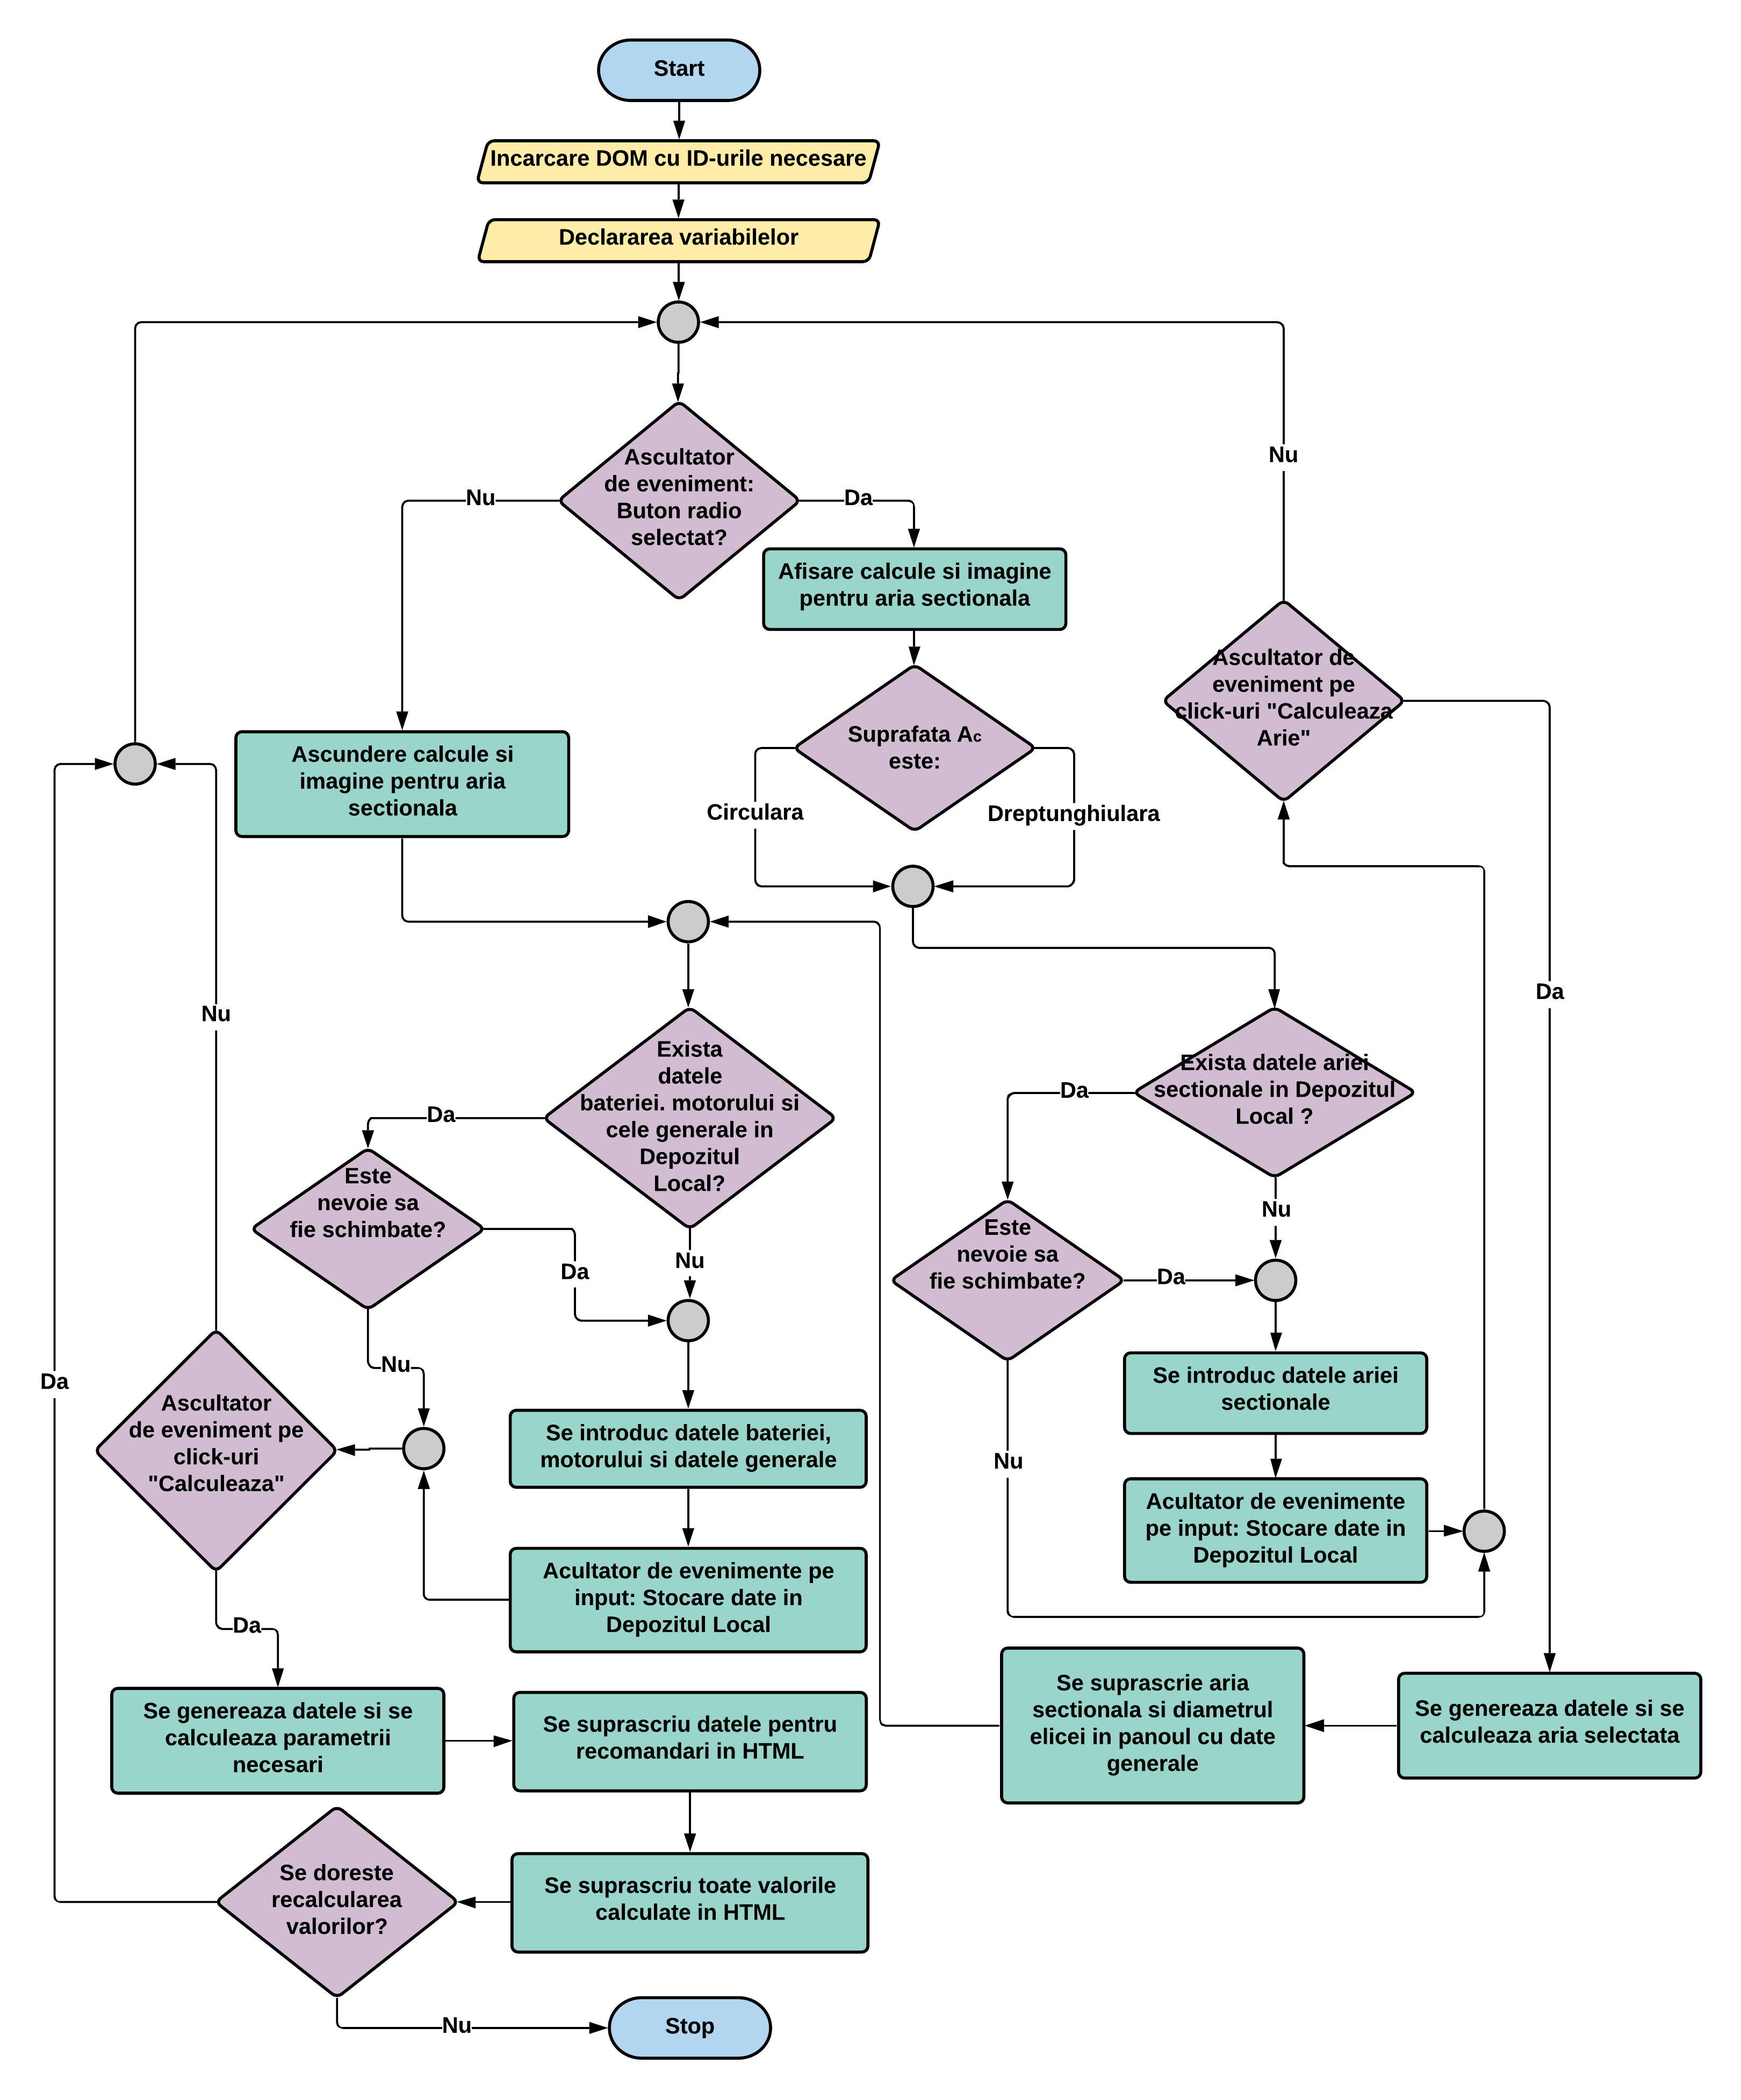 Start
Incarcare DOM cu ID-urile necesare
Declararea variabilelor
Ascultator
de eveniment:
Buton radio
selectat?
Nu
Da
Nu
Afisare calcule si imagine
pentru aria sectionala
Ascultator de
eveniment pe
click-uri "Calculeaza
Arie"
Suprafata Ac
este:
Ascundere calcule si
imagine pentru aria
sectionala
Circulara
Dreptunghiulara
Da
Nu
Exista
datele
bateriei. motorului si
cele generale in
Depozitul
Local?
Exista datele ariei
sectionale in Depozitul
Local ?
Da
Da
Este
nevoie sa
fie schimbate?
Nu
Este
nevoie sa
fie schimbate?
Da
Nu
Da
Nu
Da
Se introduc datele ariei
sectionale
Ascultator
de eveniment pe
click-uri
"Calculeaza"
Se introduc datele bateriei,
motorului si datele generale
Nu
Acultator de evenimente
pe input: Stocare date in
Depozitul Local
Acultator de evenimente pe
input: Stocare date in
Depozitul Local
Da
Se genereaza datele si se
calculeaza parametrii
necesari
Se suprascriu datele pentru
recomandari in HTML
Se suprascrie aria
sectionala si diametrul
elicei in panoul cu date
generale
Se genereaza datele si se
calculeaza aria selectata
Se doreste
recalcularea
valorilor?
Se suprascriu toate valorile
calculate in HTML
Nu
Stop